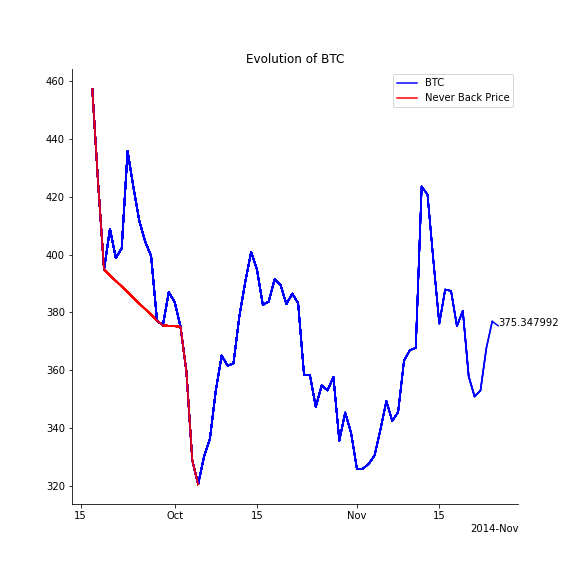 Evolution of BTC
BTC
Never Back Price
460
440
420
400
380
360
340
320
375.347992
15
Oct
15
Nov
15
2014-Nov